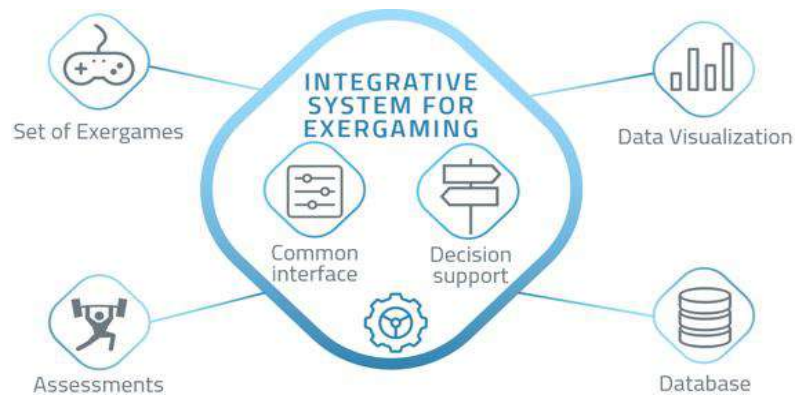 INTEGRATIVE
SYSTEM FOR
EXERGAMING
Set of Exergames
Data Visualization
Common
interface
Decision
support
Assessments
Database